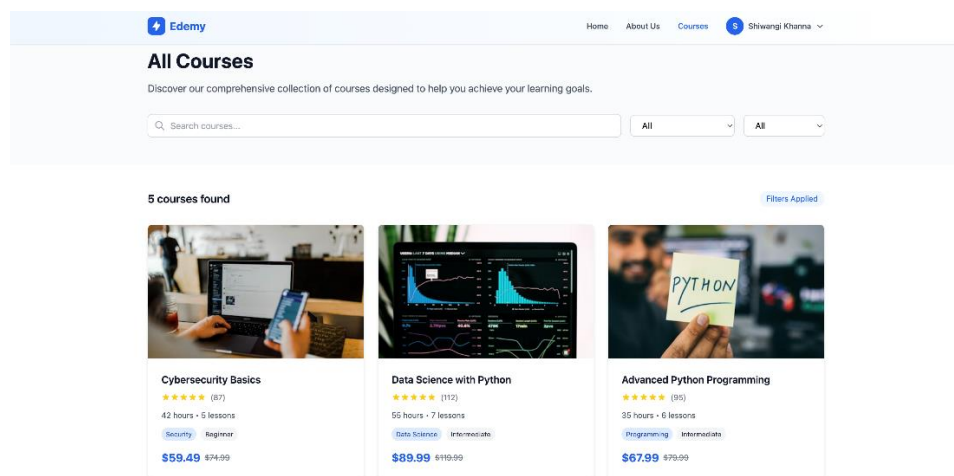 Edemy
Home About Us Courses S Shiwangi Khanna
All Courses
Discover our comprehensive collection of courses designed to help you achieve your learning goals.
Search courses... All All
5 courses found Filters Applied
PYTHON
Cybersecurity Basics
★★★★★ (87)
42 hours • 5 lessons
Security Beginner
$59.49 $74.99
Data Science with Python
★★★★★ (112)
55 hours • 7 lessons
Data Science Intermediate
$89.99 $119.99
Advanced Python Programming
★★★★★ (95)
35 hours • 6 lessons
Programming Intermediate
$67.99 $79.99